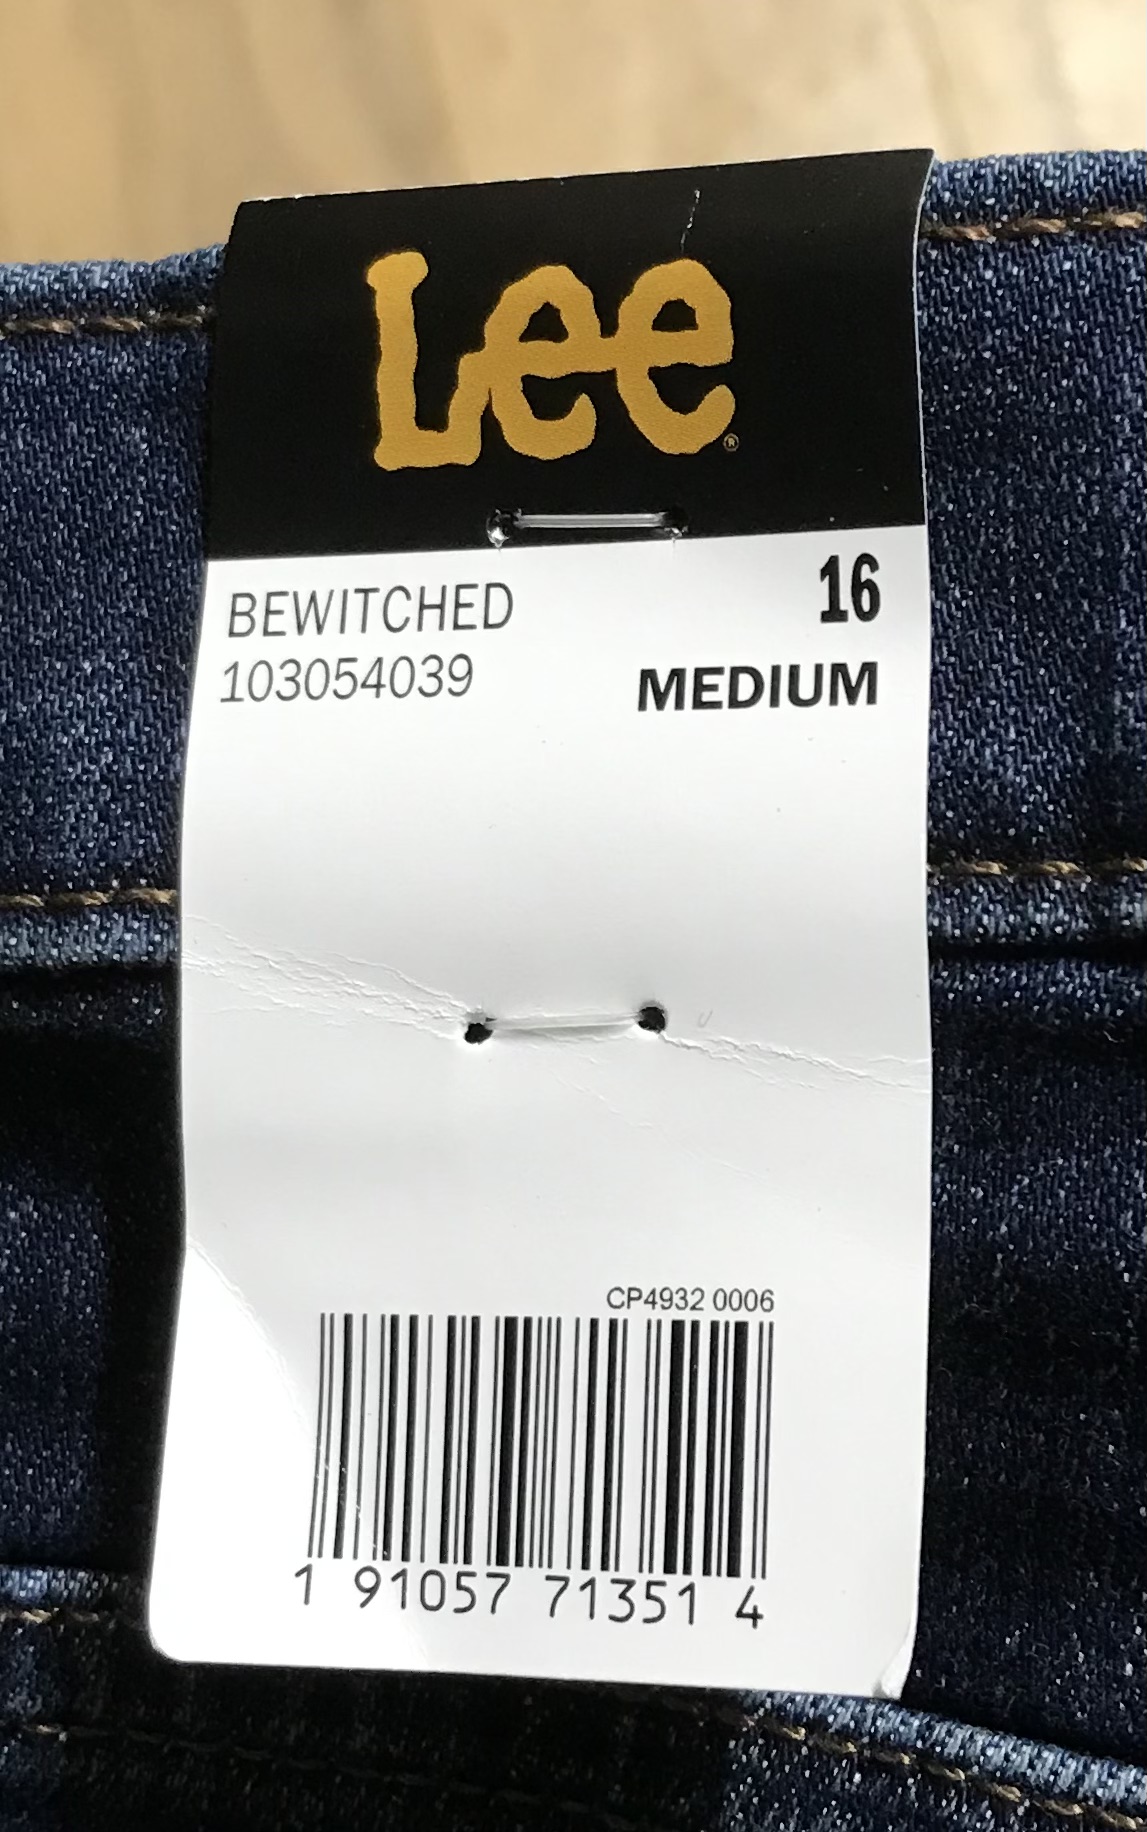 Lee®
BEWITCHED 16
103054039 MEDIUM
CP4932 0006
1 91057 71351 4